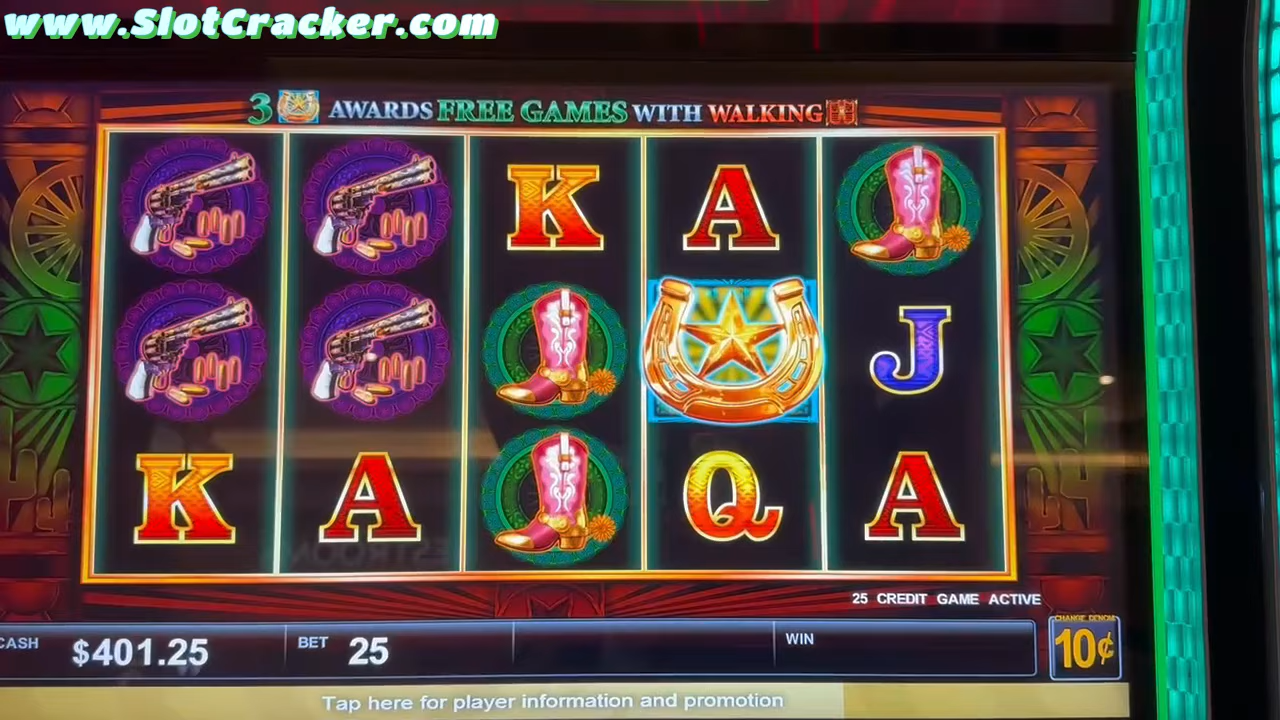 www.SlotCracker.com
3 AWARDS FREE GAMES WITH WALKING
K A
J
K A Q A
25 CREDIT GAME ACTIVE
CASH $401.25 BET 25 WIN
CHANGE DENOM
10¢
Tap here for player information and promotion